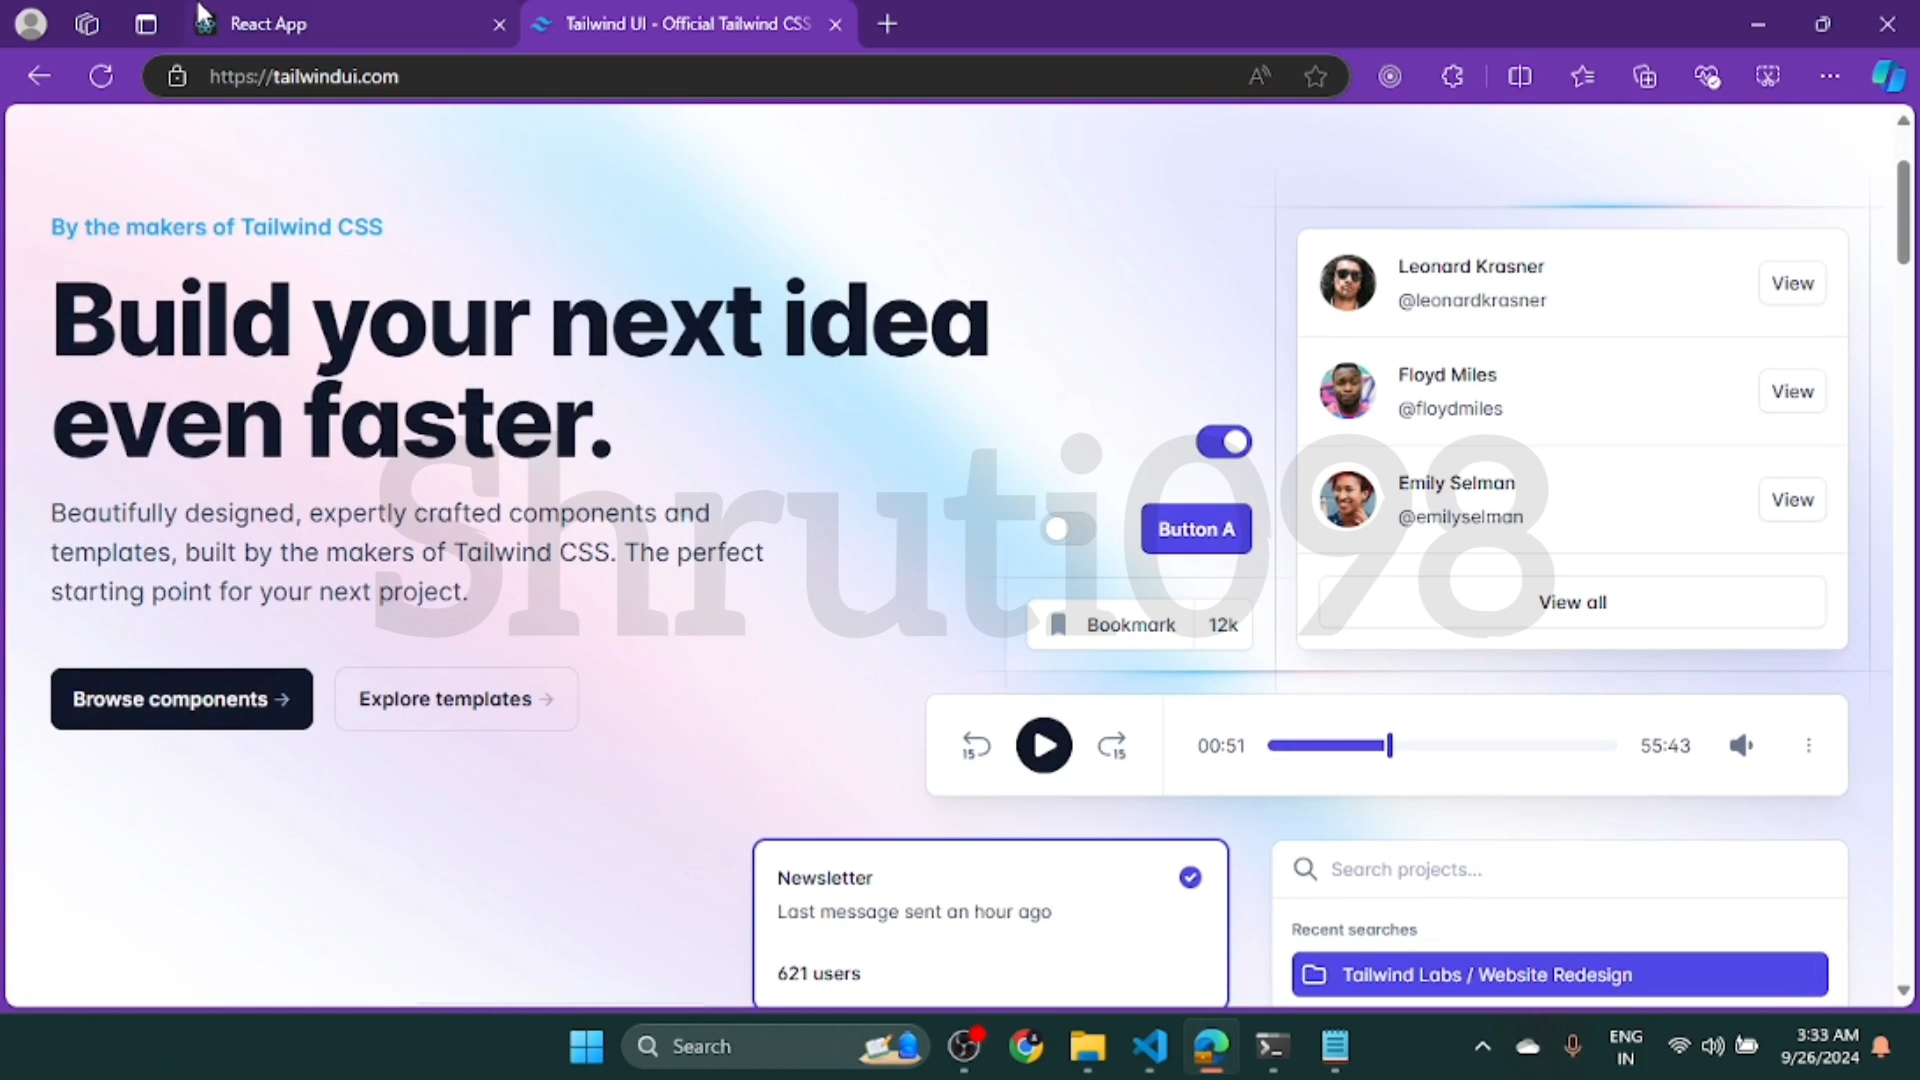 React App
Tailwind UI - Official Tailwind CSS
https://tailwindui.com
By the makers of Tailwind CSS
Build your next idea
even faster.
Beautifully designed, expertly crafted components and
templates, built by the makers of Tailwind CSS. The perfect
starting point for your next project.
Browse components →
Explore templates →
Leonard Krasner
@leonardkrasner
View
Floyd Miles
@floydmiles
View
Emily Selman
@emilyselman
View
View all
Button A
Bookmark 12k
Shruti098
15
15
00:51
55:43
Newsletter
Last message sent an hour ago
621 users
Search projects...
Recent searches
Tailwind Labs / Website Redesign
Search
ENG
IN
3:33 AM
9/26/2024